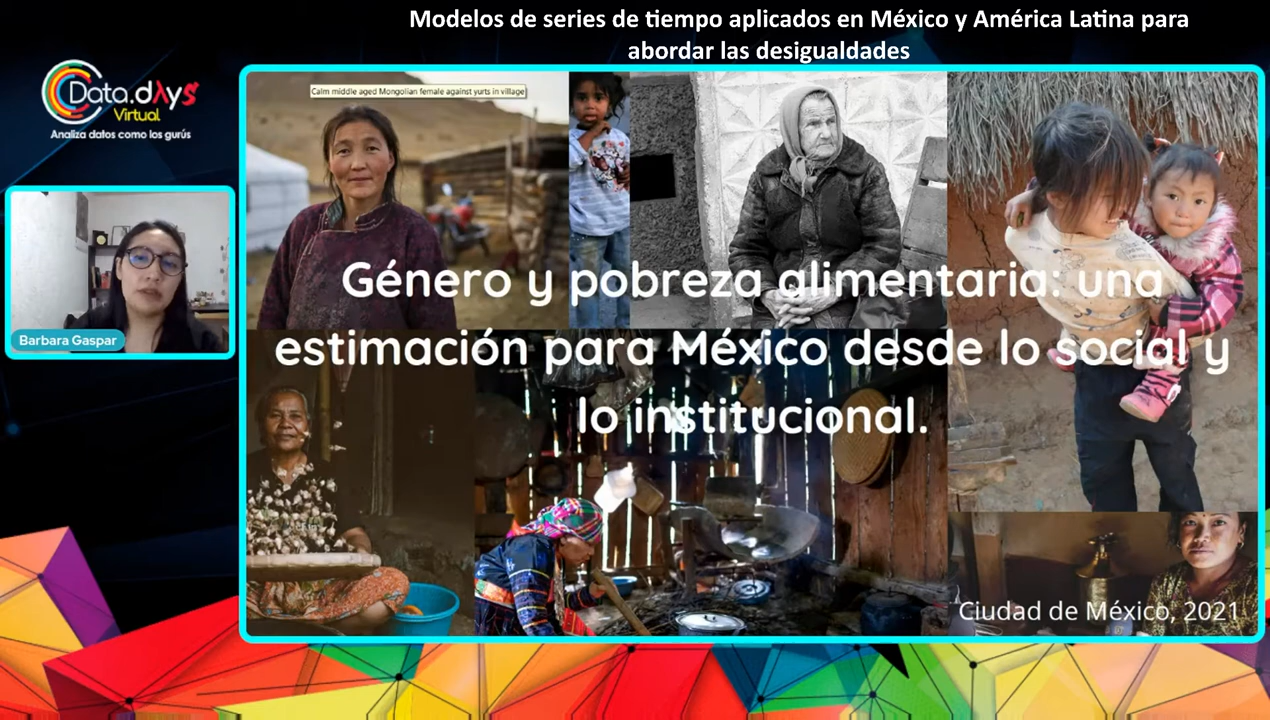 Modelos de series de tiempo aplicados en México y América Latina para
abordar las desigualdades
Data.dAys
Virtual
Analiza datos como los gurús
Barbara Gaspar
Calm middle aged Mongolian female against yurts in village
Género y pobreza alimentaria: una
estimación para México desde lo social y
lo institucional.
Ciudad de México, 2021